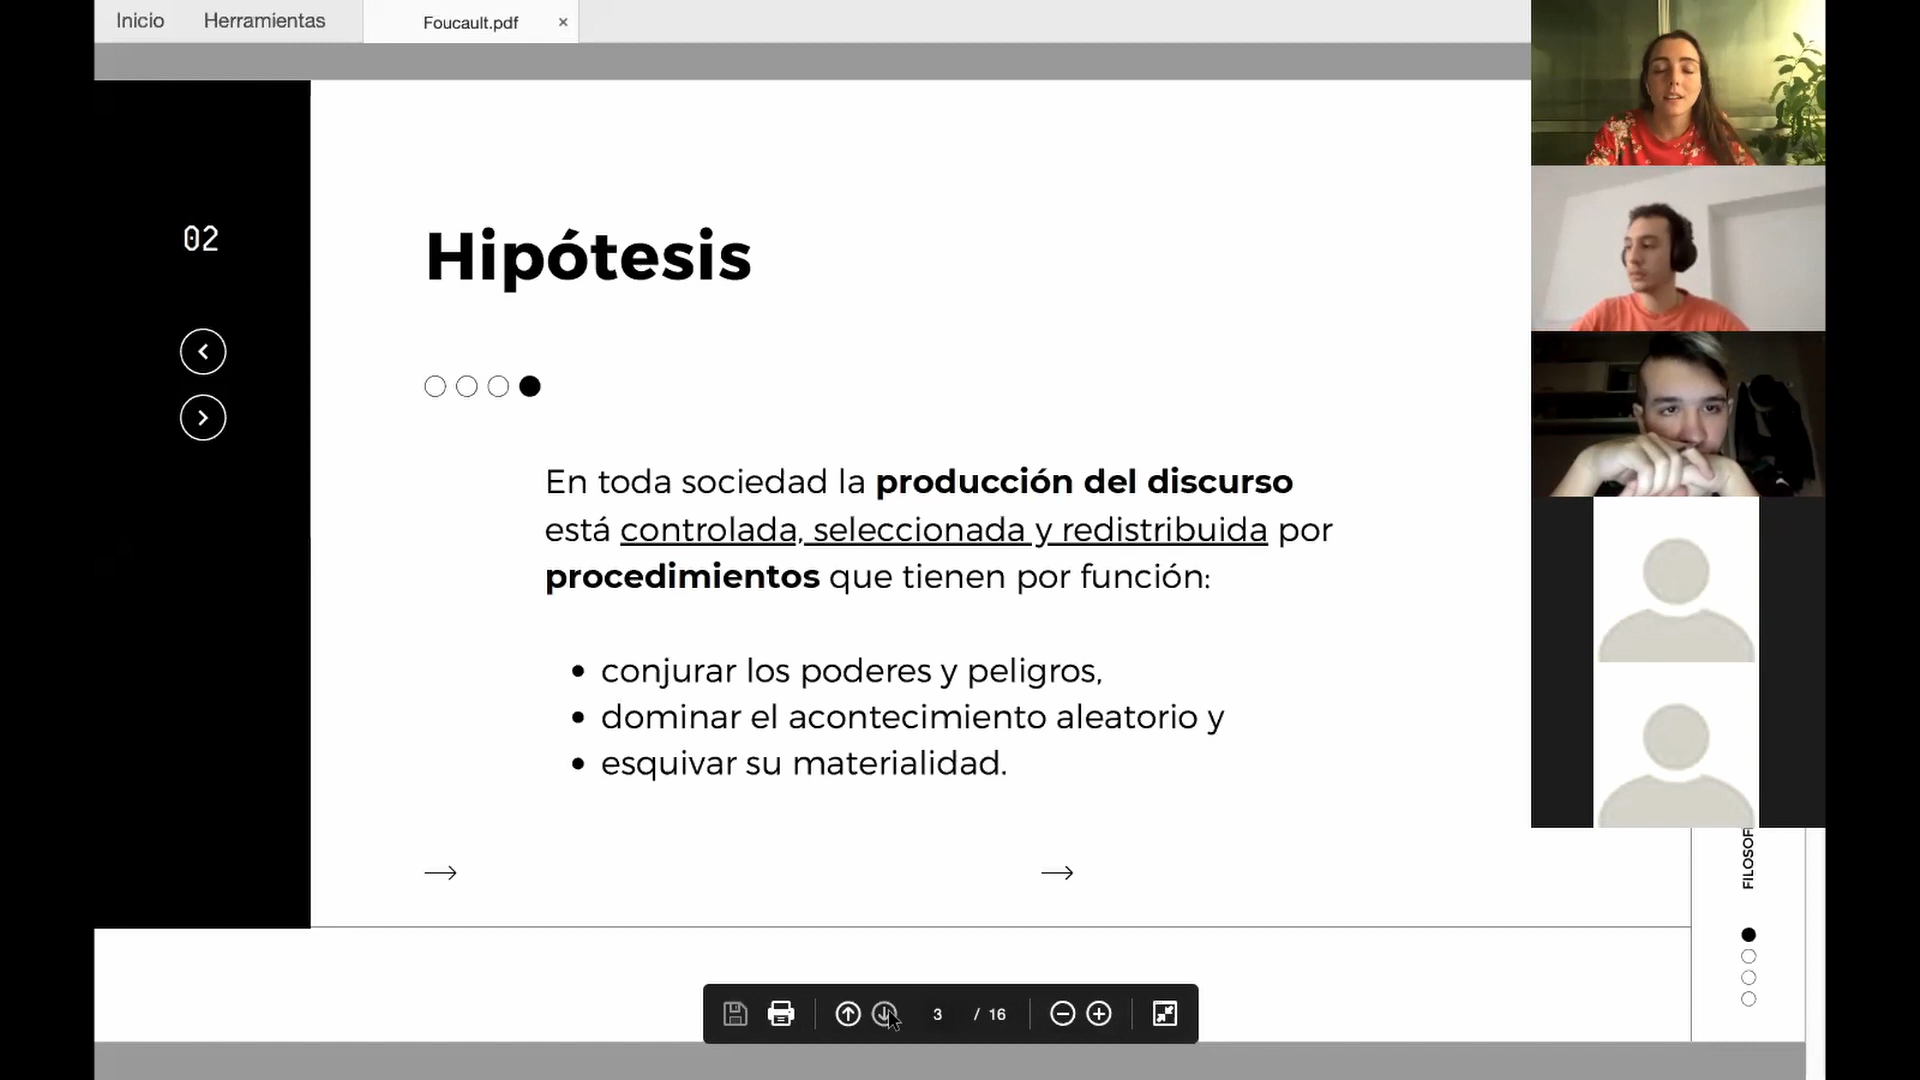 Inicio Herramientas Foucault.pdf ×
02
Hipótesis
En toda sociedad la producción del discurso
está controlada, seleccionada y redistribuida por
procedimientos que tienen por función:
• conjurar los poderes y peligros,
• dominar el acontecimiento aleatorio y
• esquivar su materialidad.
FILOSOF
3 / 16